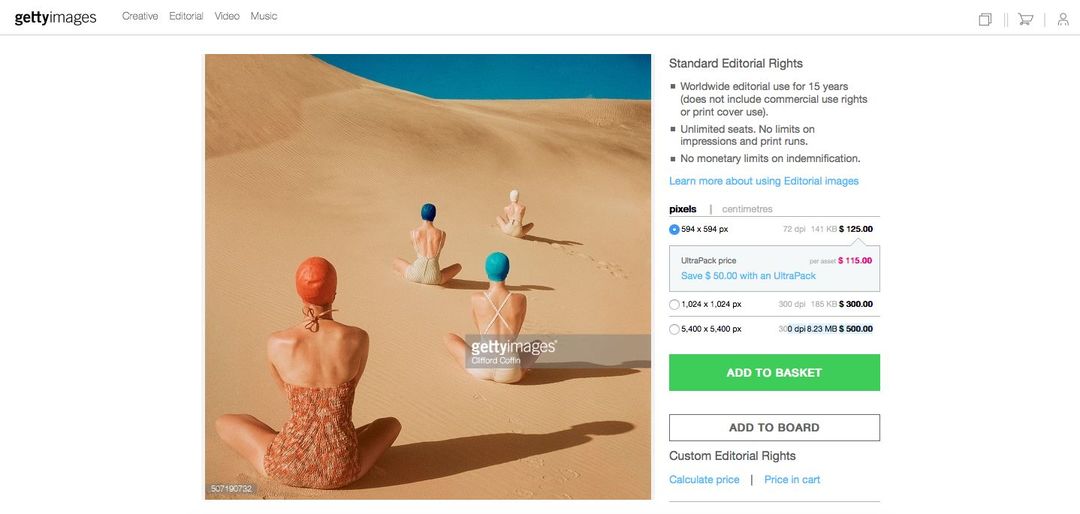 gettyimages
Creative Editorial Video Music
Standard Editorial Rights
Worldwide editorial use for 15 years
(does not include commercial use rights
or print cover use).
Unlimited seats. No limits on
impressions and print runs.
No monetary limits on indemnification.
Learn more about using Editorial images
pixels | centimetres
594 x 594 px 72 dpi 141 KB $ 125.00
UltraPack price per asset $ 115.00
Save $ 50.00 with an UltraPack
1,024 x 1,024 px 300 dpi 185 KB $ 300.00
5,400 x 5,400 px 300 dpi 8.23 MB $ 500.00
ADD TO BASKET
ADD TO BOARD
Custom Editorial Rights
Calculate price | Price in cart
gettyimages®
Clifford Coffin
507190732